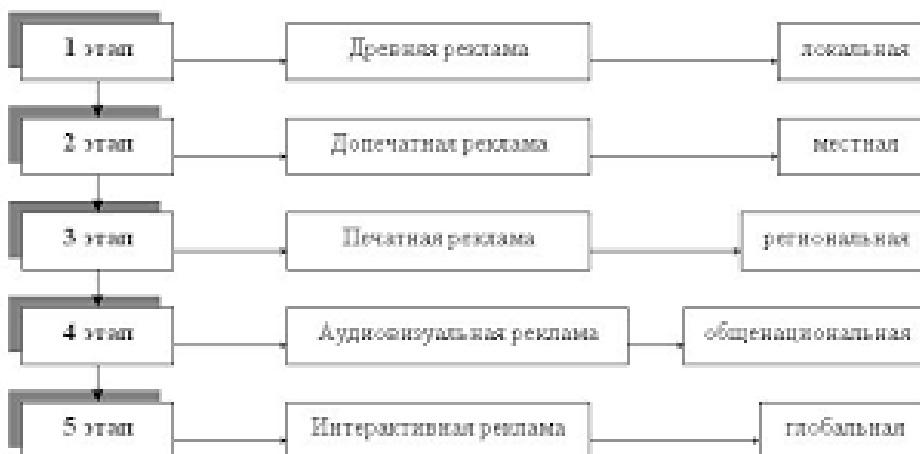 1 этап
Древняя реклама
локальная
2 этап
Допечатная реклама
местная
3 этап
Печатная реклама
региональная
4 этап
Аудиовизуальная реклама
общенациональная
5 этап
Интерактивная реклама
глобальная